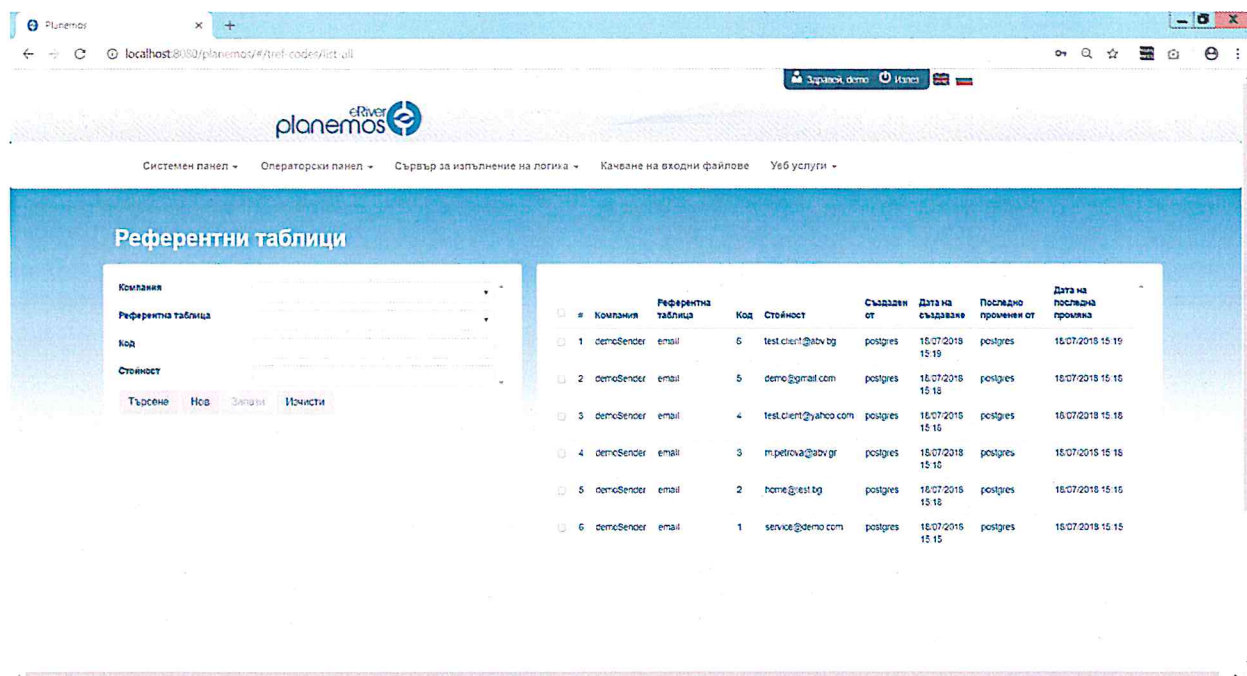 Planemos
localhost:8080/planemos/#/tref-codes/list-all
Здравей, demo Изход
eRiver
planemos
Системен панел Операторски панел Сървър за изпълнение на логика Качване на входни файлове Уеб услуги
Референтни таблици
Компания
Референтна таблица
Код
Стойност
Търсене Нов Запази Изчисти
# Компания Референтна таблица Код Стойност Създаден от Дата на създаване Последно променен от Дата на последна промяна
1 demoSender email 6 test.client@abv.bg postgres 18/07/2018 15:19 postgres 18/07/2018 15:19
2 demoSender email 5 demo@gmail.com postgres 18/07/2018 15:18 postgres 18/07/2018 15:18
3 demoSender email 4 test.client@yahoo.com postgres 18/07/2018 15:18 postgres 18/07/2018 15:18
4 demoSender email 3 m.petrova@abv.gr postgres 18/07/2018 15:18 postgres 18/07/2018 15:18
5 demoSender email 2 home@test.bg postgres 18/07/2018 15:18 postgres 18/07/2018 15:18
6 demoSender email 1 service@demo.com postgres 18/07/2018 15:15 postgres 18/07/2018 15:15